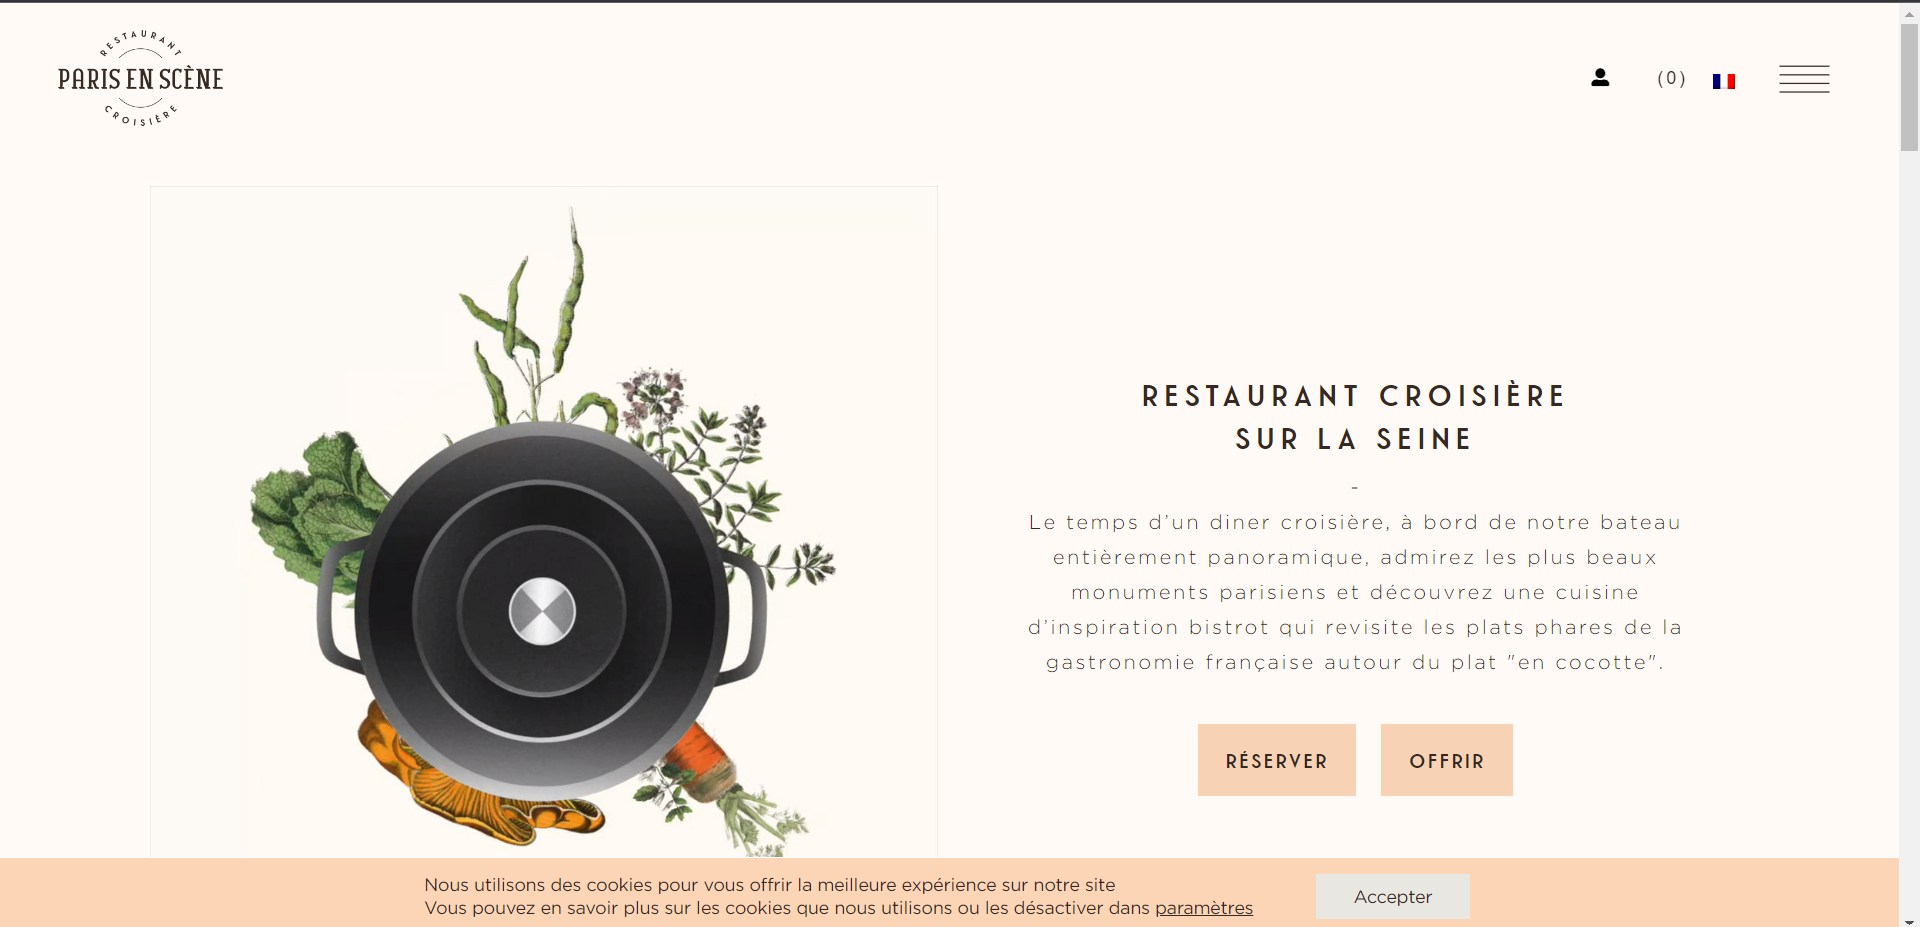 RESTAURANT
PARIS EN SCÈNE
CROISIÈRE
(0)
RESTAURANT CROISIÈRE
SUR LA SEINE
-
Le temps d’un diner croisière, à bord de notre bateau
entièrement panoramique, admirez les plus beaux
monuments parisiens et découvrez une cuisine
d’inspiration bistrot qui revisite les plats phares de la
gastronomie française autour du plat "en cocotte".
RÉSERVER
OFFRIR
Nous utilisons des cookies pour vous offrir la meilleure expérience sur notre site
Vous pouvez en savoir plus sur les cookies que nous utilisons ou les désactiver dans paramètres
Accepter